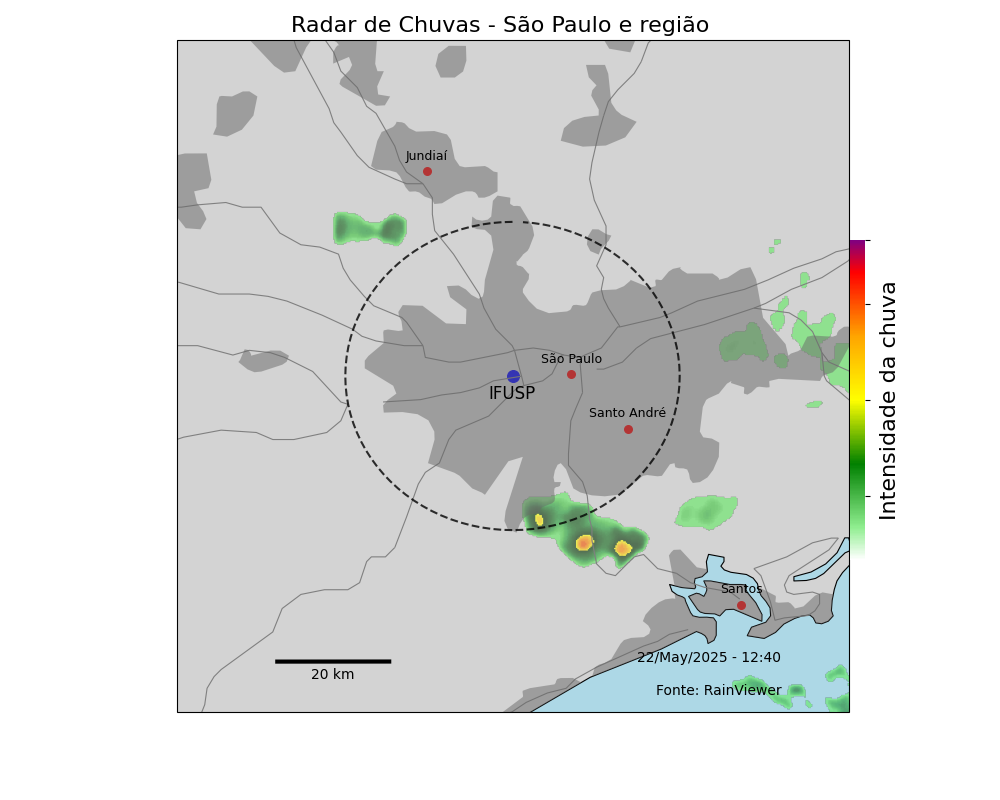 Radar de Chuvas - São Paulo e região
Jundiaí
São Paulo
IFUSP
Santo André
Intensidade da chuva
Santos
22/May/2025 - 12:40
20 km
Fonte: RainViewer